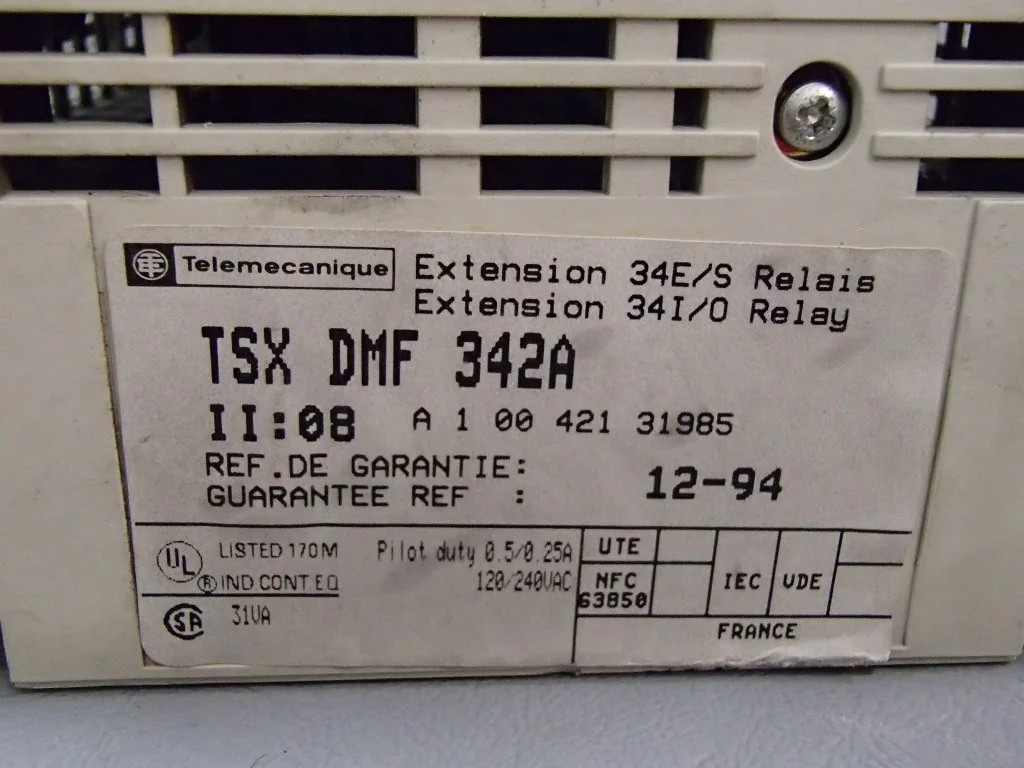 Telemecanique
Extension 34E/S Relais
Extension 34I/O Relay
TSX DMF 342A
II:08 A 1 00 421 31985
REF.DE GARANTIE:
GUARANTEE REF : 12-94
UL LISTED 170M
® IND.CONT.EQ
Pilot duty 0.5/0.25A
120/240VAC
SA 31VA
UTE
NFC
63850
IEC VDE
FRANCE